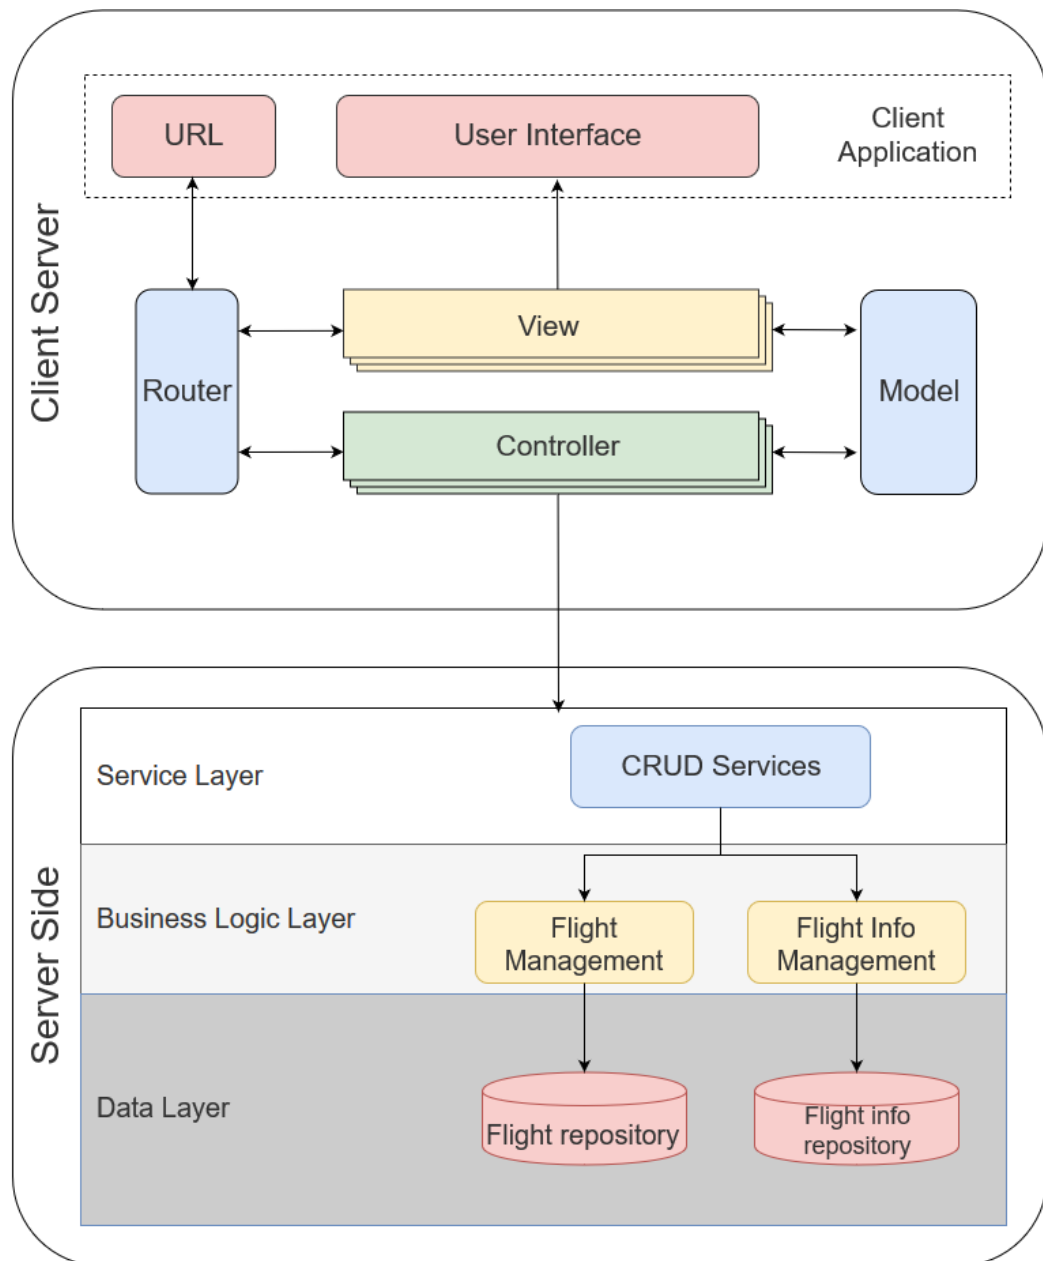 URL
User Interface
Client
Application
Client Server
Router
View
Controller
Model
Server Side
Service Layer
CRUD Services
Business Logic Layer
Flight
Management
Flight Info
Management
Data Layer
Flight repository
Flight info
repository